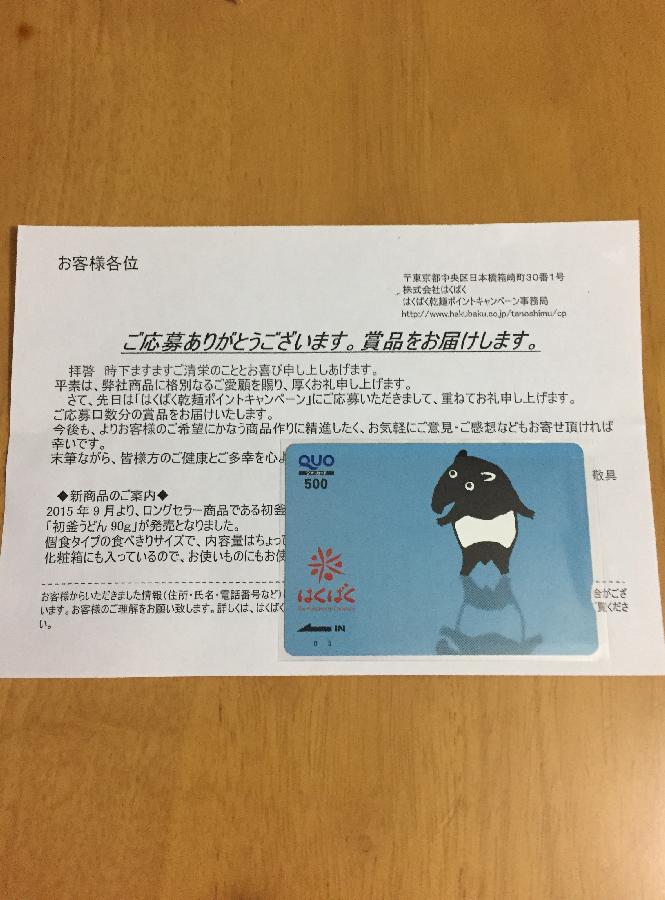 お客様各位
〒東京都中央区日本橋箱崎町30番1号
株式会社はくばく
はくばく乾麺ポイントキャンペーン事務局
http://www.hakubaku.co.jp/tanoshimu/cp
ご応募ありがとうございます。賞品をお届けします。
拝啓 時下ますますご清栄のこととお喜び申し上しあげます。
平素は、弊社商品に格別なるご愛顧を賜り、厚くお礼申し上げます。
さて、先日は「はくばく乾麺ポイントキャンペーン」にご応募いただきまして、重ねてお礼申し上げます。
ご応募口数分の賞品をお届けいたします。
今後も、よりお客様のご希望にかなう商品作りに精進したく、お気軽にご意見・ご感想などもお寄せ頂ければ
幸いです。
末筆ながら、皆様方のご健康とご多幸を心よ
敬具
◆新商品のご案内◆
2015年9月より、ロングセラー商品である初釜
「初釜うどん90g」が発売となりました。
個食タイプの食べきりサイズで、内容量はちょっ
化粧箱にも入っているので、お使いものにもお使
お客様からいただきました情報(住所・氏名・電話番号など) 合がござ
います。お客様のご理解をお願い致します。詳しくは、はくばく 覧くださ
い。
QUO
500
はくばく
IN